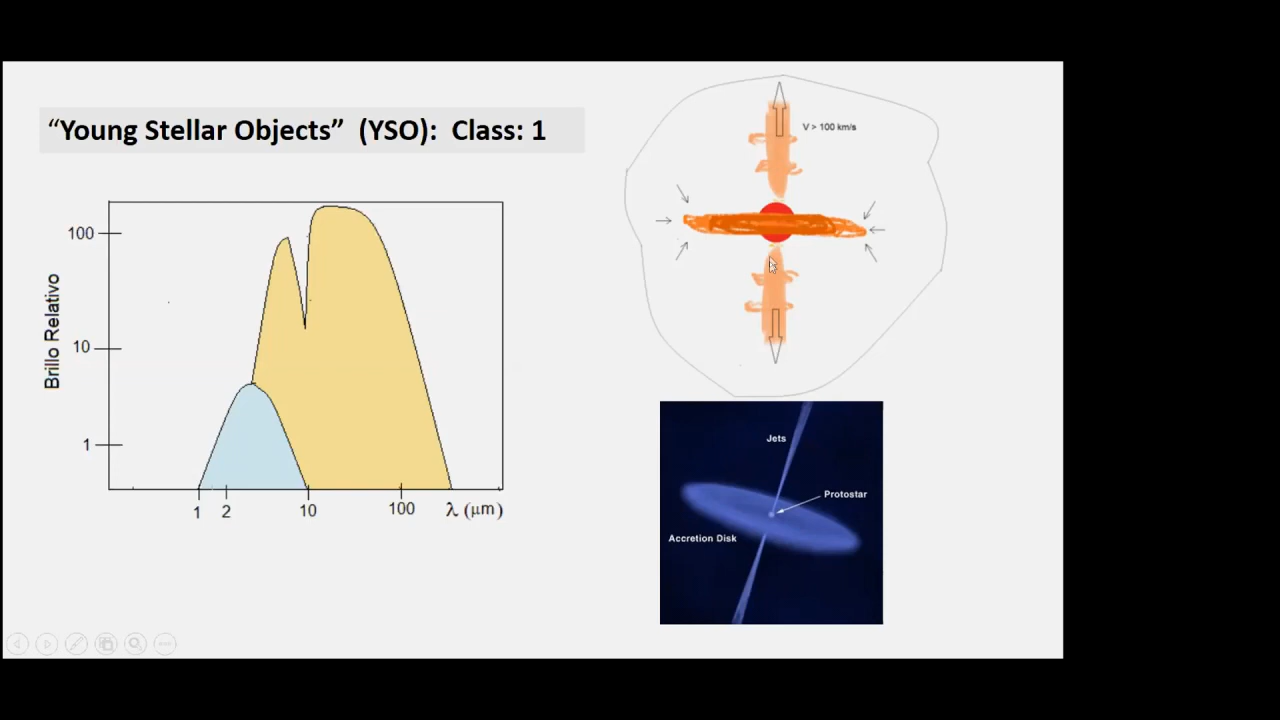 “Young Stellar Objects” (YSO): Class: 1
V > 100 km/s
Brillo Relativo
100
10
1
1 2 10 100 λ (μm)
Jets
Protostar
Accretion Disk